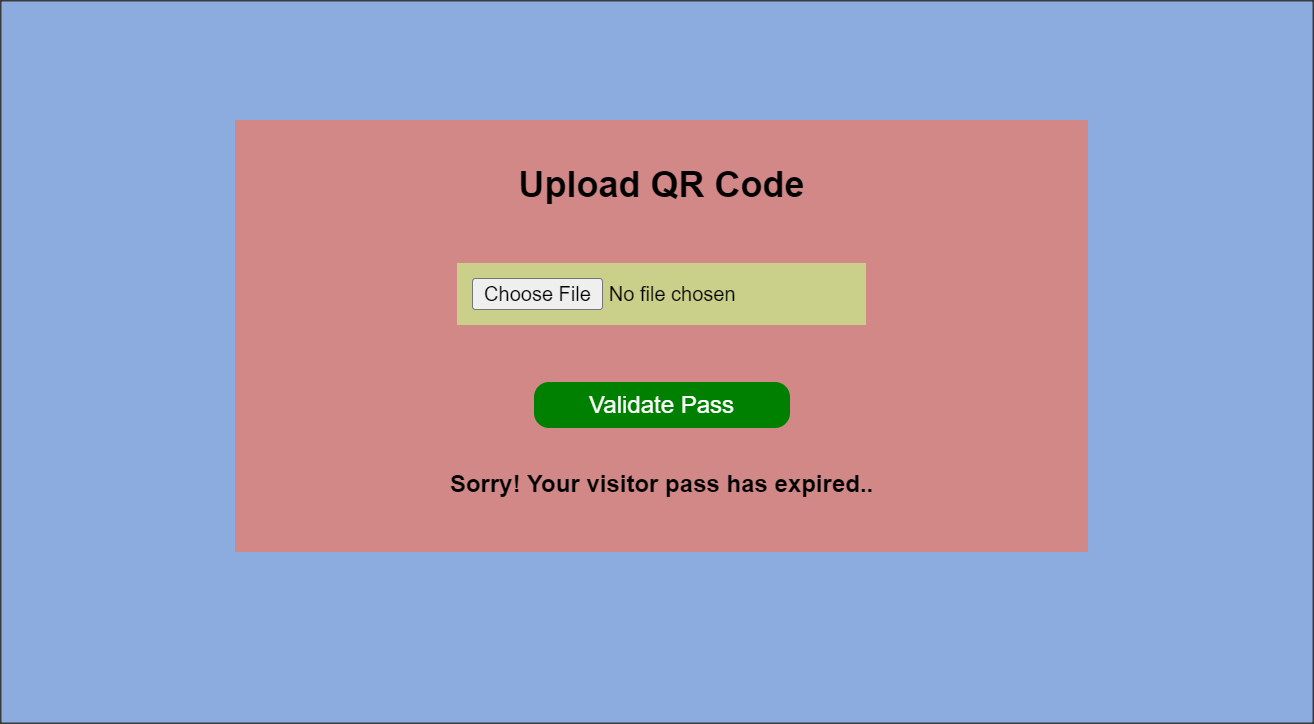 Upload QR Code
Choose File No file chosen
Validate Pass
Sorry! Your visitor pass has expired..